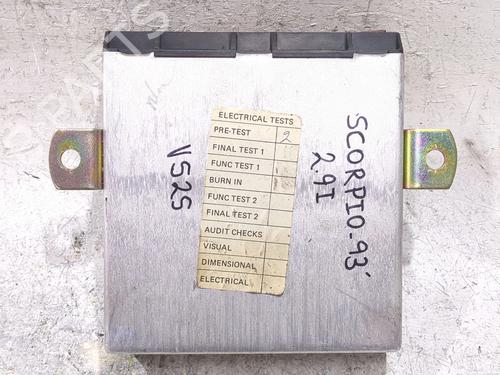 ELECTRICAL TESTS
PRE-TEST 2
FINAL TEST 1
FUNC TEST 1
BURN IN
FUNC TEST 2
FINAL TEST 2
AUDIT CHECKS
VISUAL
DIMENSIONAL
ELECTRICAL
SCORPIO-93'
2.9I
V525